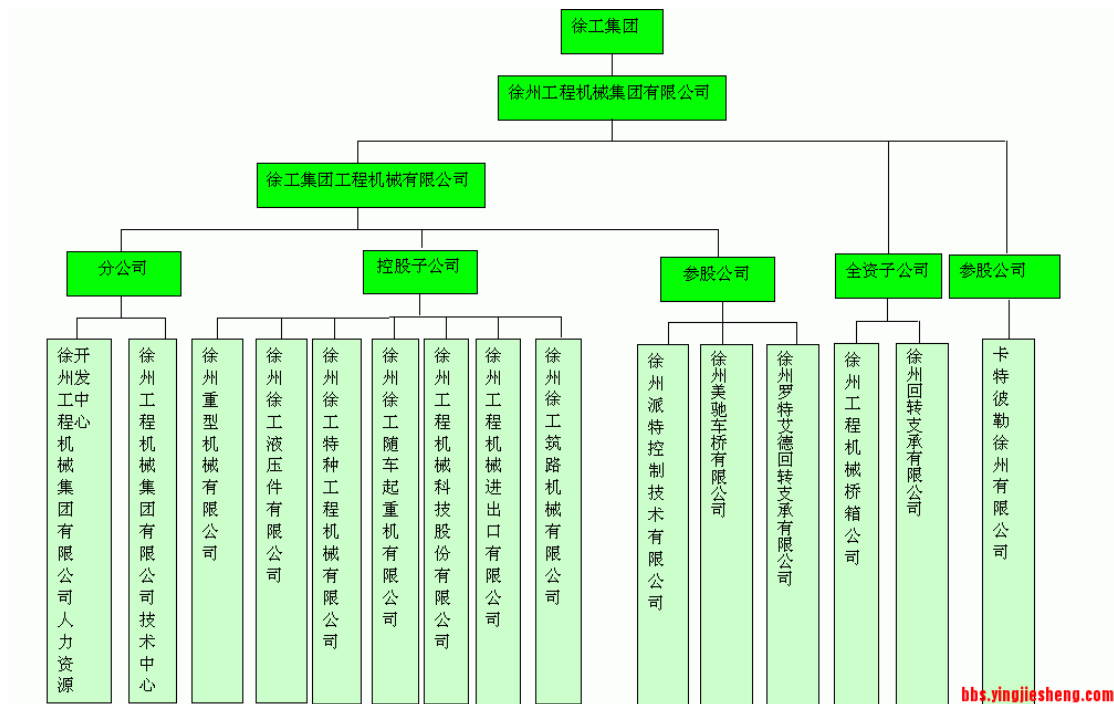 徐工集团
徐州工程机械集团有限公司
徐工集团工程机械有限公司
分公司
控股子公司
参股公司
全资子公司
参股公司
徐州工程机械集团有限公司人力资源
开发中心
徐州工程机械集团有限公司技术中心
徐州重型机械有限公司
徐州徐工液压件有限公司
徐州徐工特种工程机械有限公司
徐州徐工随车起重机有限公司
徐州工程机械科技股份有限公司
徐州工程机械进出口有限公司
徐州徐工筑路机械有限公司
徐州派特控制技术有限公司
徐州美驰车桥有限公司
徐州罗特艾德回转支承有限公司
徐州工程机械桥箱公司
徐州回转支承有限公司
卡特彼勒徐州有限公司
bbs.yingjiesheng.com